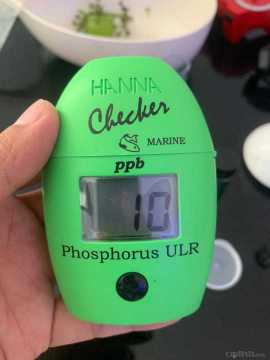 HANNA
Checker
MARINE
ppb
10
Phosphorus ULR